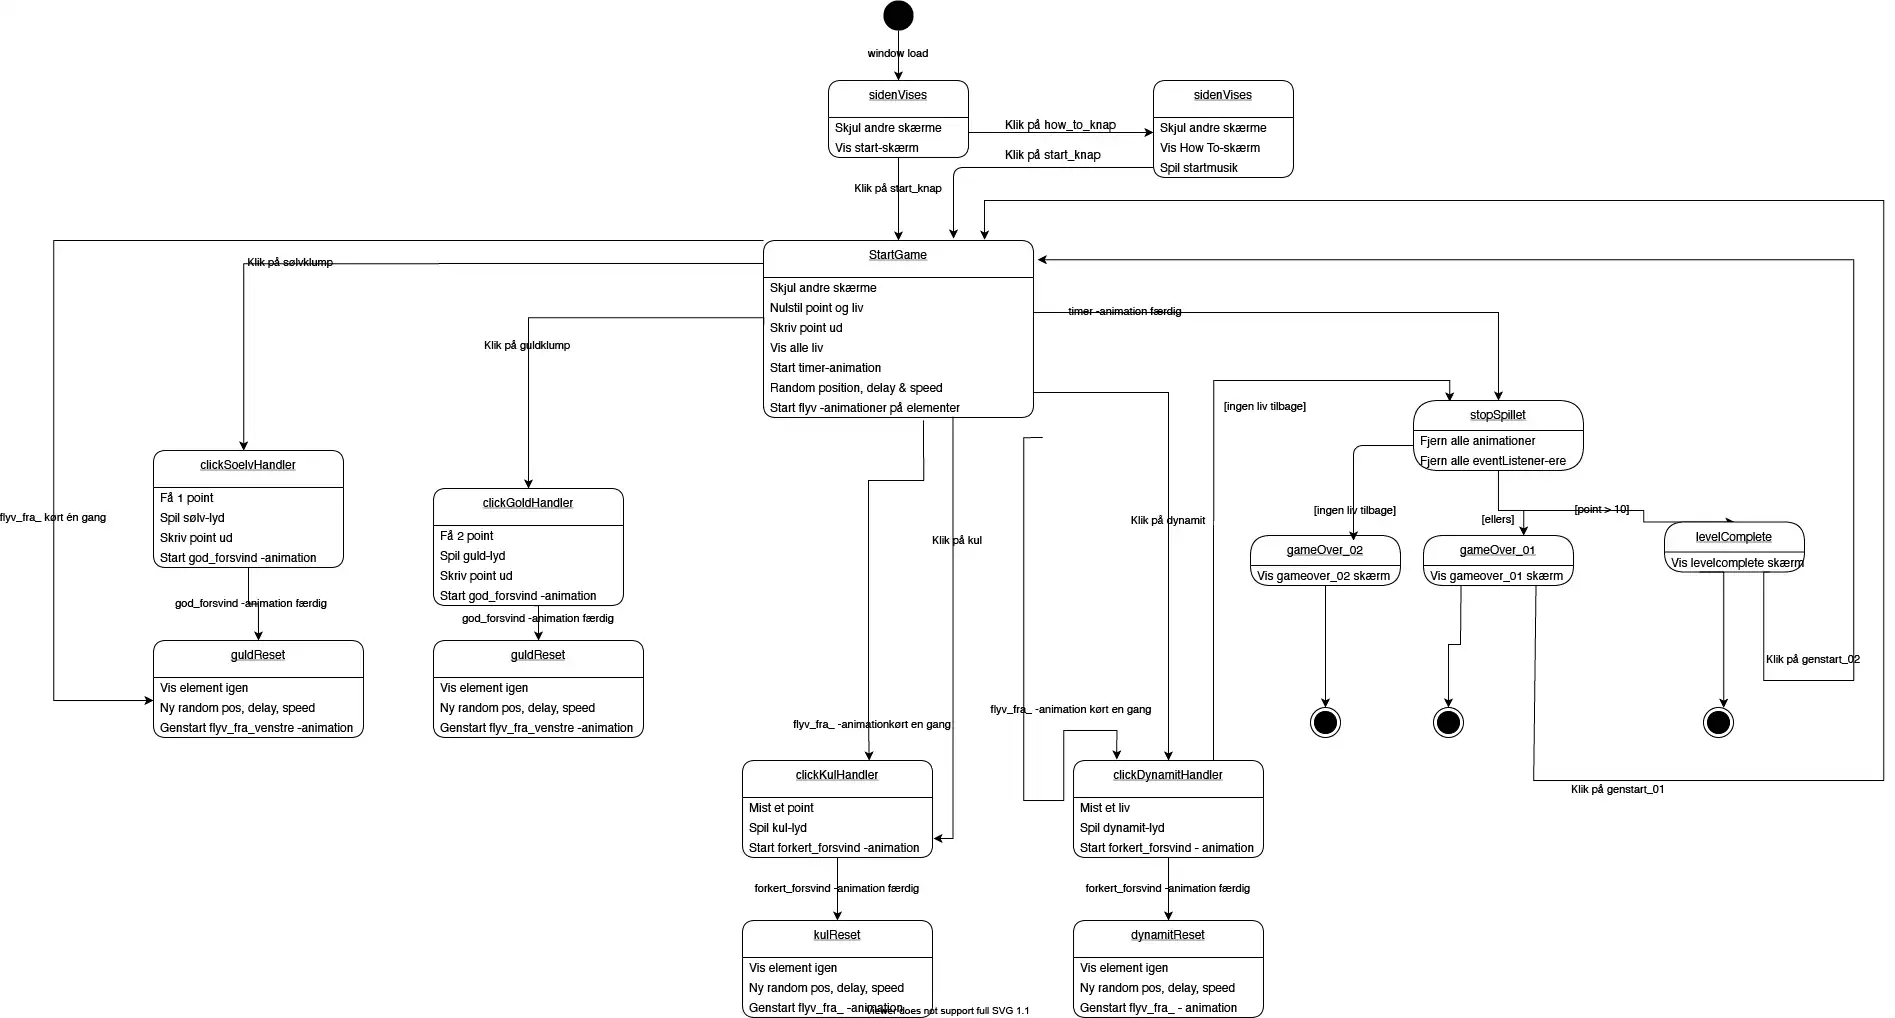 window load
sidenVises
Skjul andre skærme
Vis start-skærm
Klik på how_to_knap
Klik på start_knap
sidenVises
Skjul andre skærme
Vis How To-skærm
Spil startmusik
Klik på start_knap
StartGame
Skjul andre skærme
Nulstil point og liv
Skriv point ud
Vis alle liv
Start timer-animation
Random position, delay & speed
Start flyv -animationer på elementer
Klik på sølvklump
Klik på guldklump
timer -animation færdig
[ingen liv tilbage]
stopSpillet
Fjern alle animationer
Fjern alle eventListener-ere
clickSoelvHandler
Få 1 point
Spil sølv-lyd
Skriv point ud
Start god_forsvind -animation
clickGoldHandler
Få 2 point
Spil guld-lyd
Skriv point ud
Start god_forsvind -animation
flyv_fra_ kørt én gang
Klik på kul
Klik på dynamit
[ingen liv tilbage]
[ellers]
[point > 10]
gameOver_02
Vis gameover_02 skærm
gameOver_01
Vis gameover_01 skærm
levelComplete
Vis levelcomplete skærm
god_forsvind -animation færdig
god_forsvind -animation færdig
guldReset
Vis element igen
Ny random pos, delay, speed
Genstart flyv_fra_venstre -animation
guldReset
Vis element igen
Ny random pos, delay, speed
Genstart flyv_fra_venstre -animation
Klik på genstart_02
flyv_fra_ -animationkørt en gang
flyv_fra_ -animation kørt en gang
clickKulHandler
Mist et point
Spil kul-lyd
Start forkert_forsvind -animation
clickDynamitHandler
Mist et liv
Spil dynamit-lyd
Start forkert_forsvind - animation
Klik på genstart_01
forkert_forsvind -animation færdig
forkert_forsvind -animation færdig
kulReset
Vis element igen
Ny random pos, delay, speed
Genstart flyv_fra_ -animation
dynamitReset
Vis element igen
Ny random pos, delay, speed
Genstart flyv_fra_ - animation
Viewer does not support full SVG 1.1